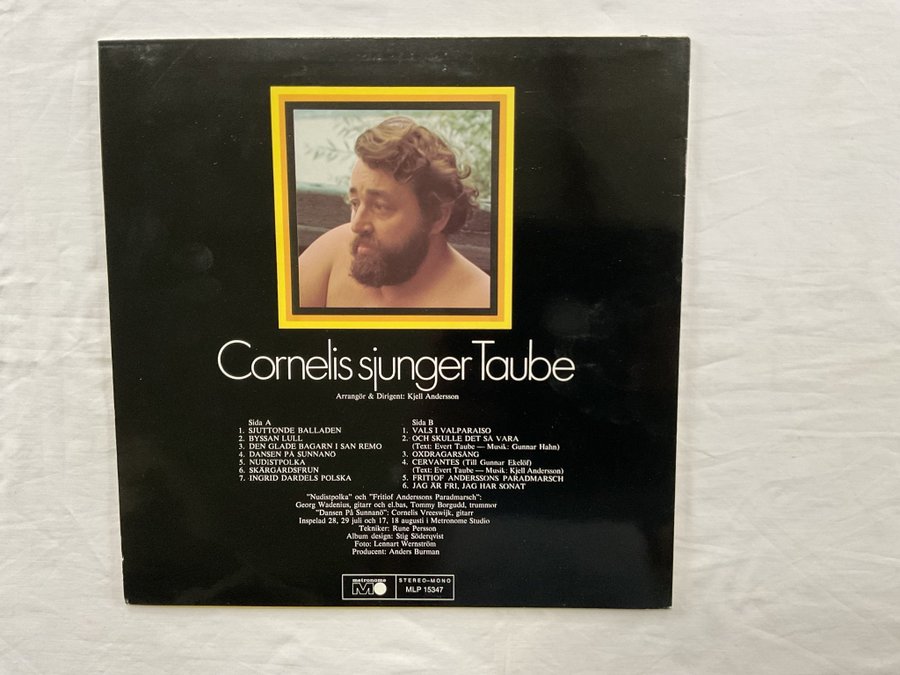 Cornelis sjunger Taube
Arrangör & Dirigent: Kjell Andersson
Sida A
1. SJUTTONDE BALLADEN
2. BYSSAN LULL
3. DEN GLADE BAGARN I SAN REMO
4. DANSEN PÅ SUNNANÖ
5. NUDISTPOLKA
6. SKÄRGÅRDSFRUN
7. INGRID DARDELS POLSKA
Sida B
1. VALS I VALPARAISO
2. OCH SKULLE DET SÅ VARA
(Text: Evert Taube — Musik: Gunnar Hahn)
3. OXDRAGARSÅNG
4. CERVANTES (Till Gunnar Ekelöf)
(Text: Evert Taube — Musik: Kjell Andersson)
5. FRITIOF ANDERSSONS PARADMARSCH
6. JAG ÄR FRI, JAG HAR SONAT
"Nudistpolka" och "Fritiof Anderssons Paradmarsch":
Georg Wadenius, gitarr och el.bas, Tommy Borgudd, trummor
"Dansen På Sunnanö": Cornelis Vreeswijk, gitarr
Inspelad 28, 29 juli och 17, 18 augusti i Metronome Studio
Tekniker: Rune Persson
Album design: Stig Söderqvist
Foto: Lennart Wernström
Producent: Anders Burman
metronome
STEREO-MONO
MLP 15347